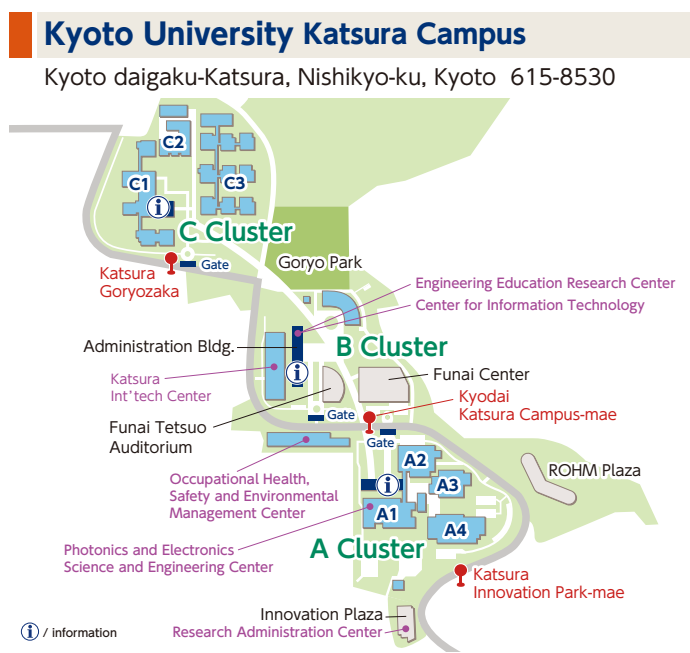 Kyoto University Katsura Campus
Kyoto daigaku-Katsura, Nishikyo-ku, Kyoto 615-8530
C2
C1
C3
i
C Cluster
Gate
Katsura
Goryozaka
Goryo Park
Engineering Education Research Center
Center for Information Technology
Administration Bldg.
B Cluster
i
Funai Center
Katsura
Int'tech Center
Kyodai
Katsura Campus-mae
Funai Tetsuo
Auditorium
Gate
Gate
A2
ROHM Plaza
Occupational Health,
Safety and Environmental
Management Center
i
A3
A1
A4
Photonics and Electronics
Science and Engineering Center
A Cluster
Katsura
Innovation Park-mae
Innovation Plaza
Research Administration Center
i / information